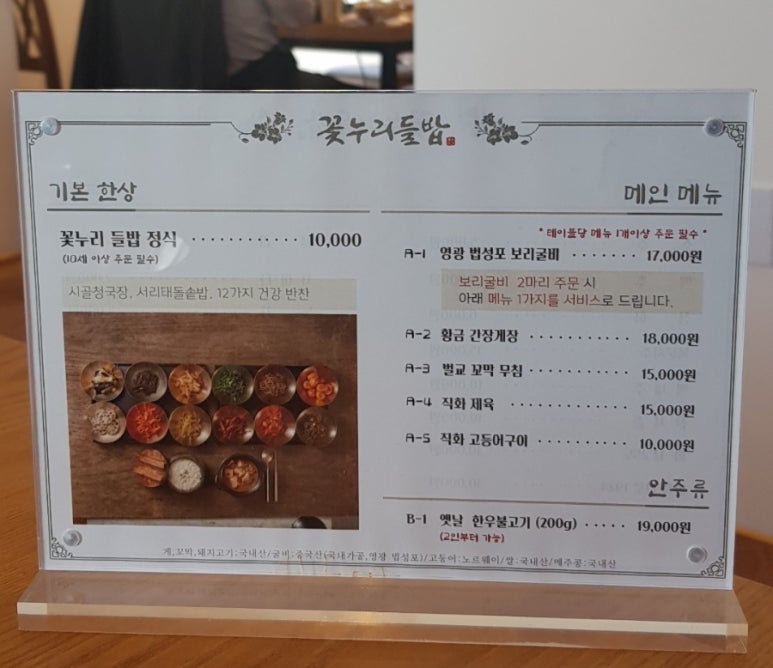 꽃누리들밥
기본 한상
꽃누리 들밥 정식 ············ 10,000
(10세 이상 주문 필수)
시골청국장, 서리태돌솥밥, 12가지 건강 반찬
메인 메뉴
* 테이블당 메뉴 1개이상 주문 필수 *
A-1 영광 법성포 보리굴비 ······· 17,000원
보리굴비 2마리 주문 시
아래 메뉴 1가지를 서비스로 드립니다.
A-2 황금 간장게장 ··········· 18,000원
A-3 벌교 꼬막 무침 ·········· 15,000원
A-4 직화 제육 ············ 15,000원
A-5 직화 고등어구이 ·········· 10,000원
안주류
B-1 옛날 한우불고기 (200g) ····· 19,000원
(2인부터 가능)
게,꼬막,돼지고기:국내산/굴비:중국산(국내가공,영광 법성포)/고등어:노르웨이/쌀:국내산/메주콩:국내산